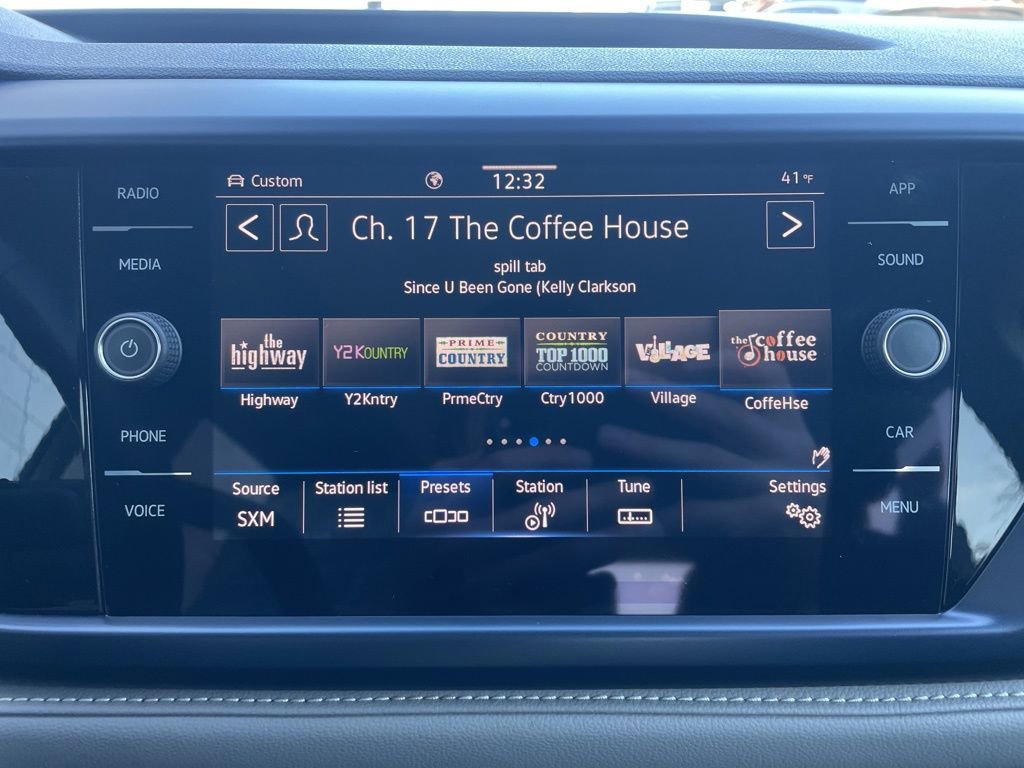 RADIO
MEDIA
PHONE
VOICE
Custom
12:32
41 °F
Ch. 17 The Coffee House
spill tab
Since U Been Gone (Kelly Clarkson
the highway
Y2KOUNTRY
PRIME COUNTRY
COUNTRY TOP 1000 COUNTDOWN
VILLAGE
the coffee house
Highway
Y2Kntry
PrmeCtry
Ctry1000
Village
CoffeHse
Source
SXM
Station list
Presets
Station
Tune
Settings
APP
SOUND
CAR
MENU